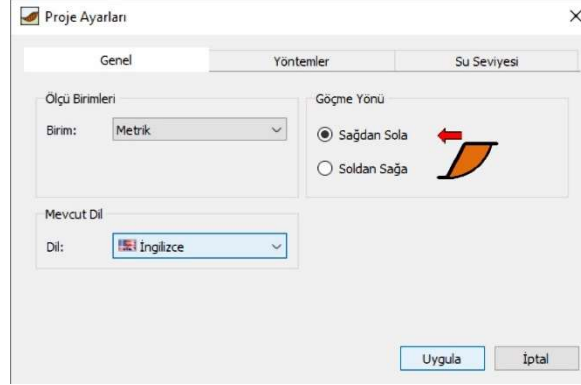 Proje Ayarları
Genel
Yöntemler
Su Seviyesi
Ölçü Birimleri
Birim:
Metrik
Göçme Yönü
Sağdan Sola
Soldan Sağa
Mevcut Dil
Dil:
İngilizce
Uygula
İptal